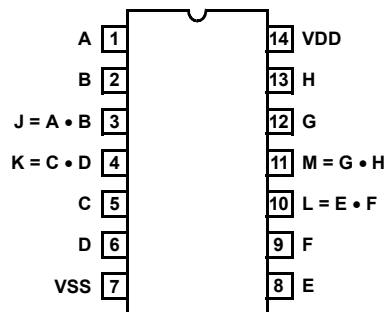 A 1 14 VDD
B 2 13 H
J = A • B 3 12 G
K = C • D 4 11 M = G • H
C 5 10 L = E • F
D 6 9 F
VSS 7 8 E